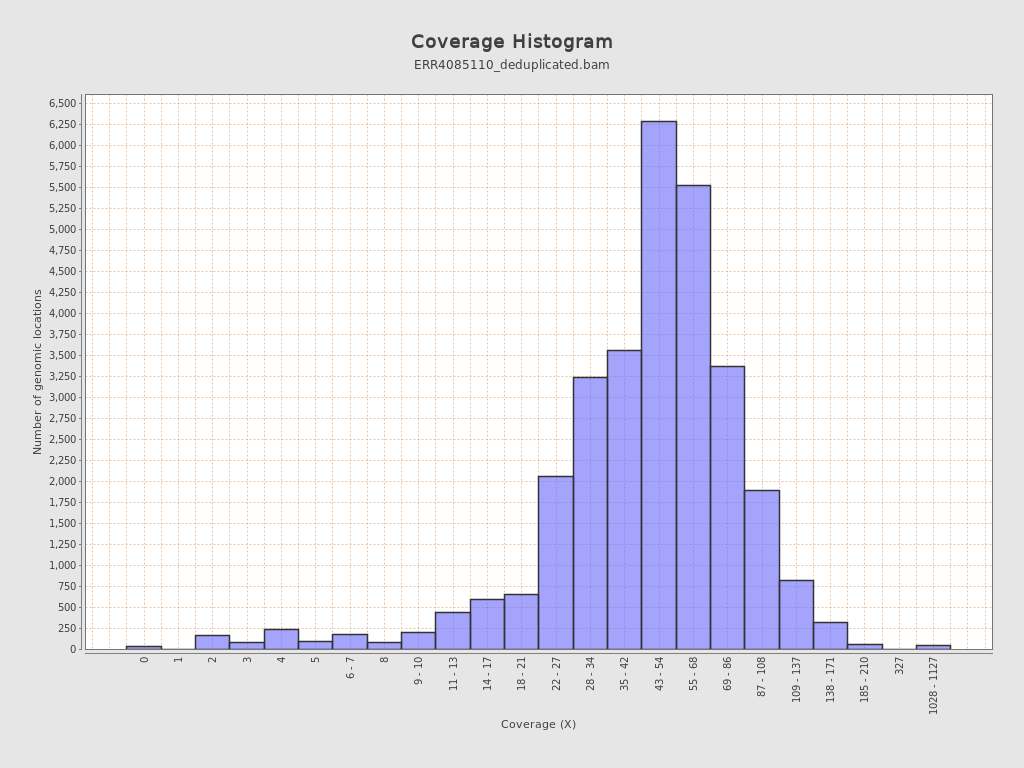 Coverage Histogram
ERR4085110_deduplicated.bam
Number of genomic locations
6,500
6,250
6,000
5,750
5,500
5,250
5,000
4,750
4,500
4,250
4,000
3,750
3,500
3,250
3,000
2,750
2,500
2,250
2,000
1,750
1,500
1,250
1,000
750
500
250
0
0
1
2
3
4
5
6 - 7
8
9 - 10
11 - 13
14 - 17
18 - 21
22 - 27
28 - 34
35 - 42
43 - 54
55 - 68
69 - 86
87 - 108
109 - 137
138 - 171
185 - 210
327
1028 - 1127
Coverage (X)